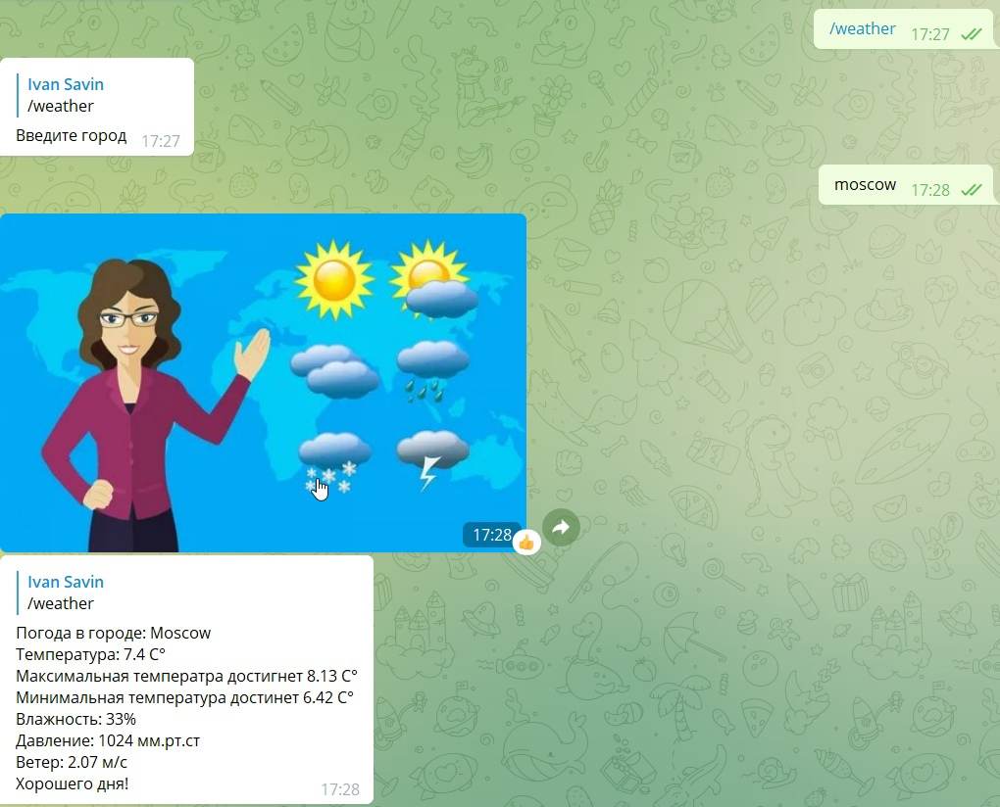 /weather 17:27
Ivan Savin
/weather
Введите город 17:27
moscow 17:28
17:28
Ivan Savin
/weather
Погода в городе: Moscow
Температура: 7.4 C°
Максимальная температра достигнет 8.13 C°
Минимальная температура достинет 6.42 C°
Влажность: 33%
Давление: 1024 мм.рт.ст
Ветер: 2.07 м/с
Хорошего дня! 17:28